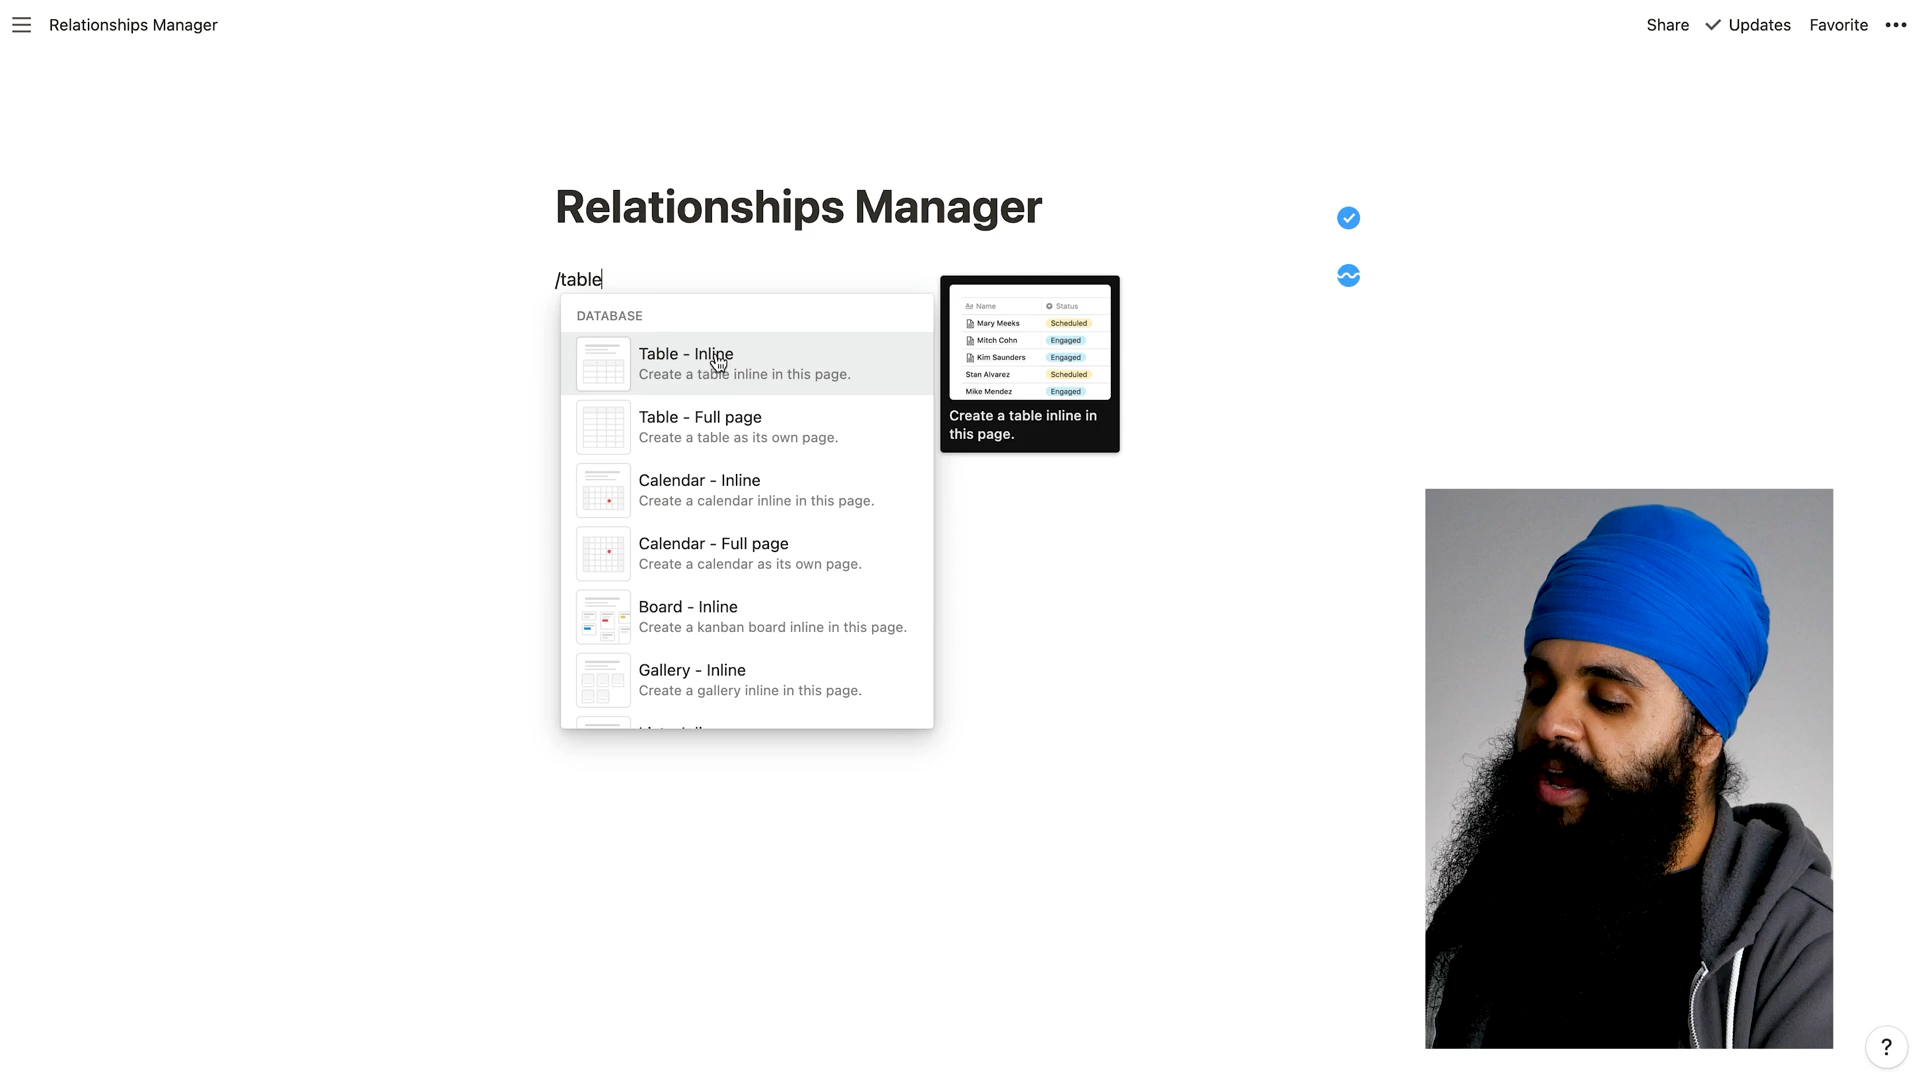 Relationships Manager
Share
Updates
Favorite
Relationships Manager
/table
DATABASE
Table - Inline
Create a table inline in this page.
Table - Full page
Create a table as its own page.
Calendar - Inline
Create a calendar inline in this page.
Calendar - Full page
Create a calendar as its own page.
Board - Inline
Create a kanban board inline in this page.
Gallery - Inline
Create a gallery inline in this page.
Aa Name Status
Mary Meeks Scheduled
Mitch Cohn Engaged
Kim Saunders Engaged
Stan Alvarez Scheduled
Mike Mendez Engaged
Create a table inline in
this page.
?